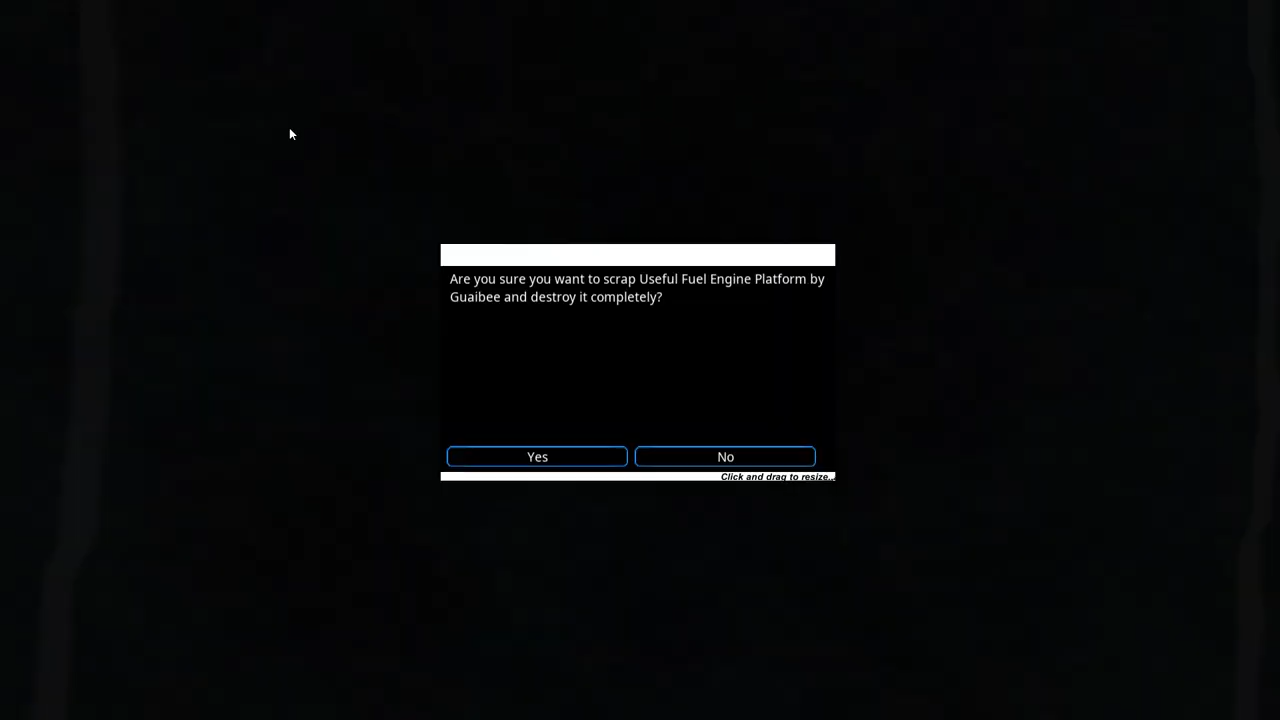 Are you sure you want to scrap Useful Fuel Engine Platform by
Guaibee and destroy it completely?
Yes No
Click and drag to resize..